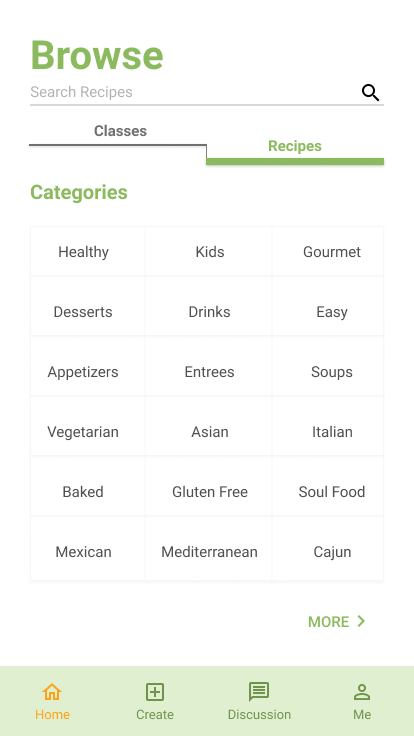 Browse
Search Recipes
Classes
Recipes
Categories
Healthy Kids Gourmet
Desserts Drinks Easy
Appetizers Entrees Soups
Vegetarian Asian Italian
Baked Gluten Free Soul Food
Mexican Mediterranean Cajun
MORE
Home Create Discussion Me